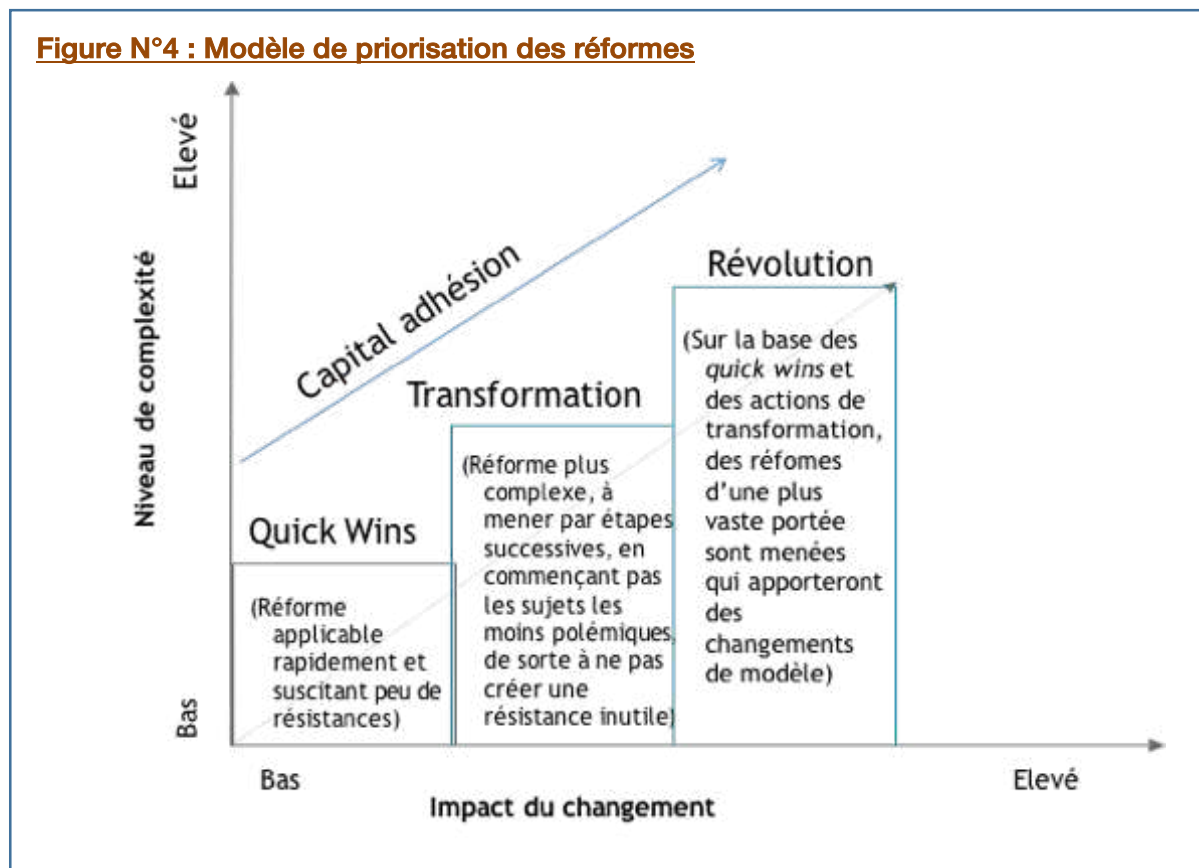 Figure N°4 : Modèle de priorisation des réformes
Elevé
Niveau de complexité
Bas
Capital adhésion
Quick Wins
(Réforme
applicable
rapidement et
suscitant peu de
résistances)
Transformation
(Réforme plus
complexe, à
mener par étapes
successives, en
commençant pas
les sujets les
moins polémiques,
de sorte à ne pas
créer une
résistance inutile)
Révolution
(Sur la base des
quick wins et
des actions de
transformation,
des réfomes
d'une plus
vaste portée
sont menées
qui apporteront
des
changements
de modèle)
Bas
Elevé
Impact du changement